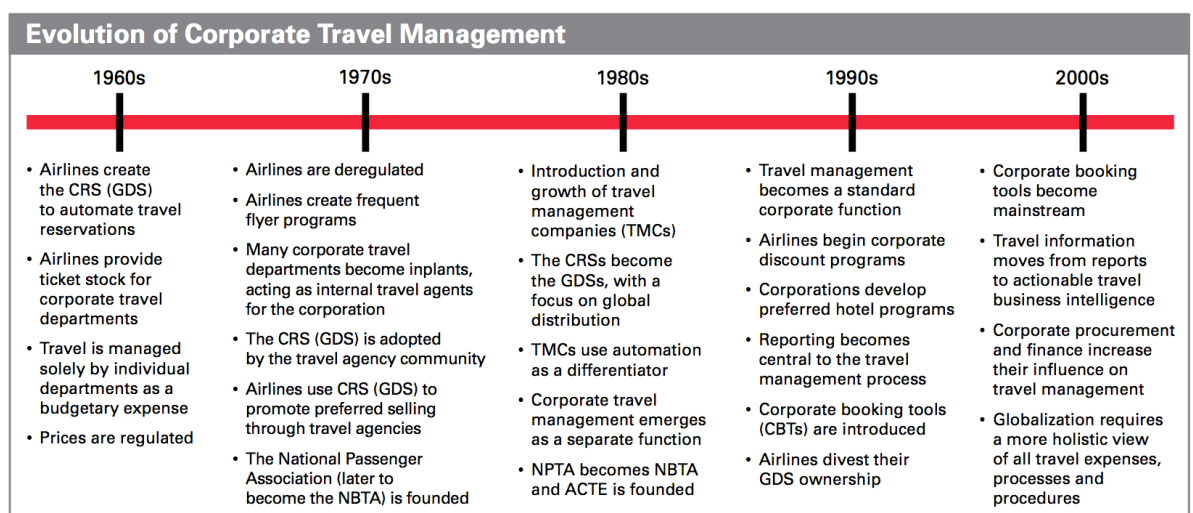 Evolution of Corporate Travel Management
1960s
1970s
1980s
1990s
2000s
• Airlines create
the CRS (GDS)
to automate travel
reservations
• Airlines provide
ticket stock for
corporate travel
departments
• Travel is managed
solely by individual
departments as a
budgetary expense
• Prices are regulated
• Airlines are deregulated
• Airlines create frequent
flyer programs
• Many corporate travel
departments become inplants,
acting as internal travel agents
for the corporation
• The CRS (GDS) is adopted
by the travel agency community
• Airlines use CRS (GDS) to
promote preferred selling
through travel agencies
• The National Passenger
Association (later to
become the NBTA) is founded
• Introduction and
growth of travel
management
companies (TMCs)
• The CRSs become
the GDSs, with a
focus on global
distribution
• TMCs use automation
as a differentiator
• Corporate travel
management emerges
as a separate function
• NPTA becomes NBTA
and ACTE is founded
• Travel management
becomes a standard
corporate function
• Airlines begin corporate
discount programs
• Corporations develop
preferred hotel programs
• Reporting becomes
central to the travel
management process
• Corporate booking tools
(CBTs) are introduced
• Airlines divest their
GDS ownership
• Corporate booking
tools become
mainstream
• Travel information
moves from reports
to actionable travel
business intelligence
• Corporate procurement
and finance increase
their influence on
travel management
• Globalization requires
a more holistic view
of all travel expenses,
processes and
procedures